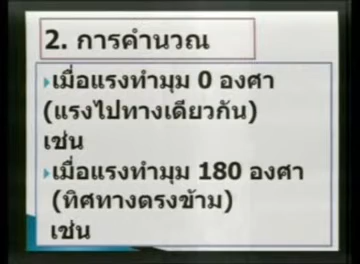 2. การคำนวณ
เมื่อแรงทำมุม 0 องศา
(แรงไปทางเดียวกัน)
เช่น
เมื่อแรงทำมุม 180 องศา
(ทิศทางตรงข้าม)
เช่น